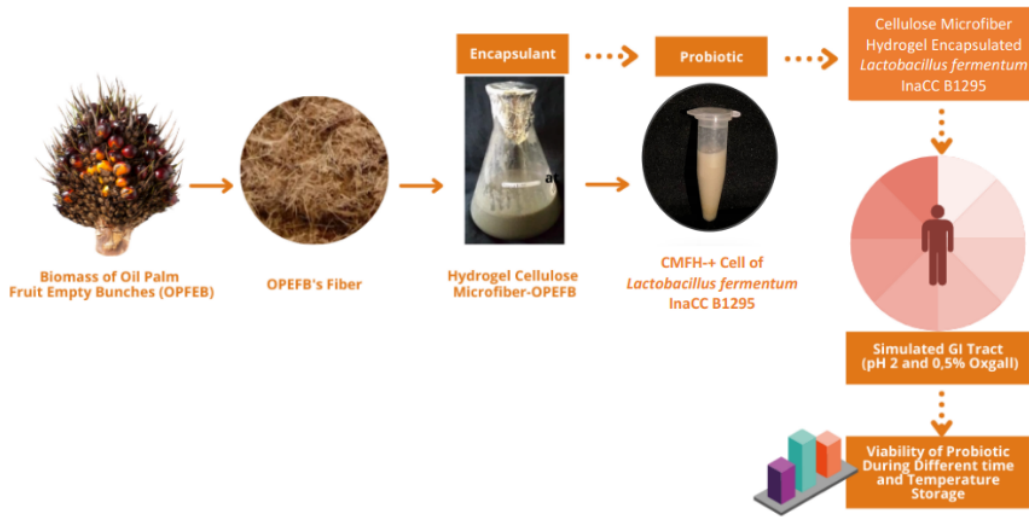 Encapsulant
Probiotic
Cellulose Microfiber
Hydrogel Encapsulated
Lactobacillus fermentum
InaCC B1295
Biomass of Oil Palm
Fruit Empty Bunches (OPFEB)
OPEFB's Fiber
Hydrogel Cellulose
Microfiber-OPEFB
CMFH-+ Cell of
Lactobacillus fermentum
InaCC B1295
Simulated GI Tract
(pH 2 and 0,5% Oxgall)
Viability of Probiotic
During Different time
and Temperature
Storage